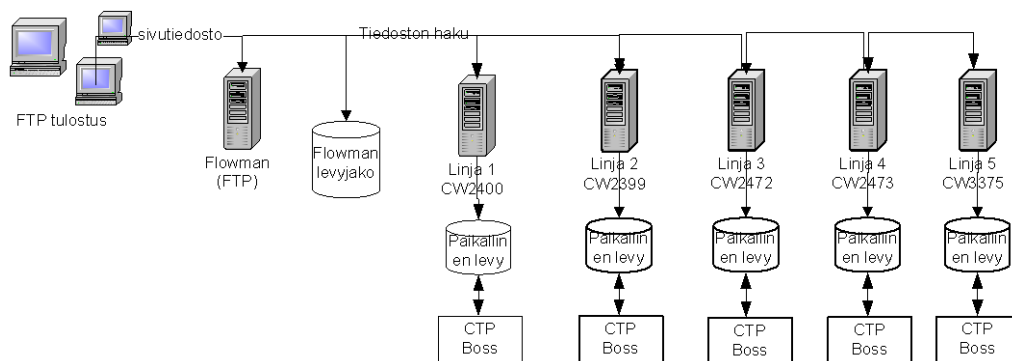 sivutiedosto
Tiedoston haku
FTP tulostus
Flowman
(FTP)
Flowman
levyjako
Linja 1
CW2400
Linja 2
CW2399
Linja 3
CW2472
Linja 4
CW2473
Linja 5
CW3375
Paikallin
en levy
Paikallin
en levy
Paikallin
en levy
Paikallin
en levy
Paikallin
en levy
CTP
Boss
CTP
Boss
CTP
Boss
CTP
Boss
CTP
Boss